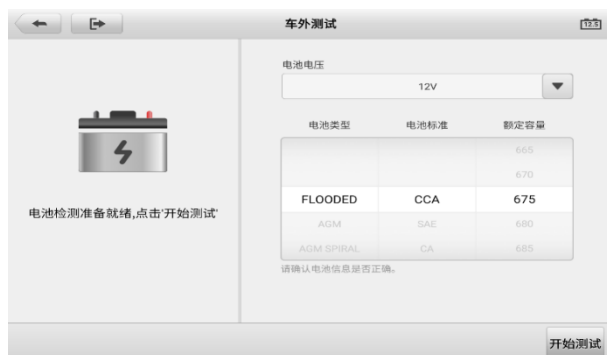 车外测试
12.5
电池电压
12V
电池类型 电池标准 额定容量
665
670
FLOODED CCA 675
AGM SAE 680
AGM SPIRAL CA 685
请确认电池信息是否正确。
电池检测准备就绪,点击'开始测试'
开始测试